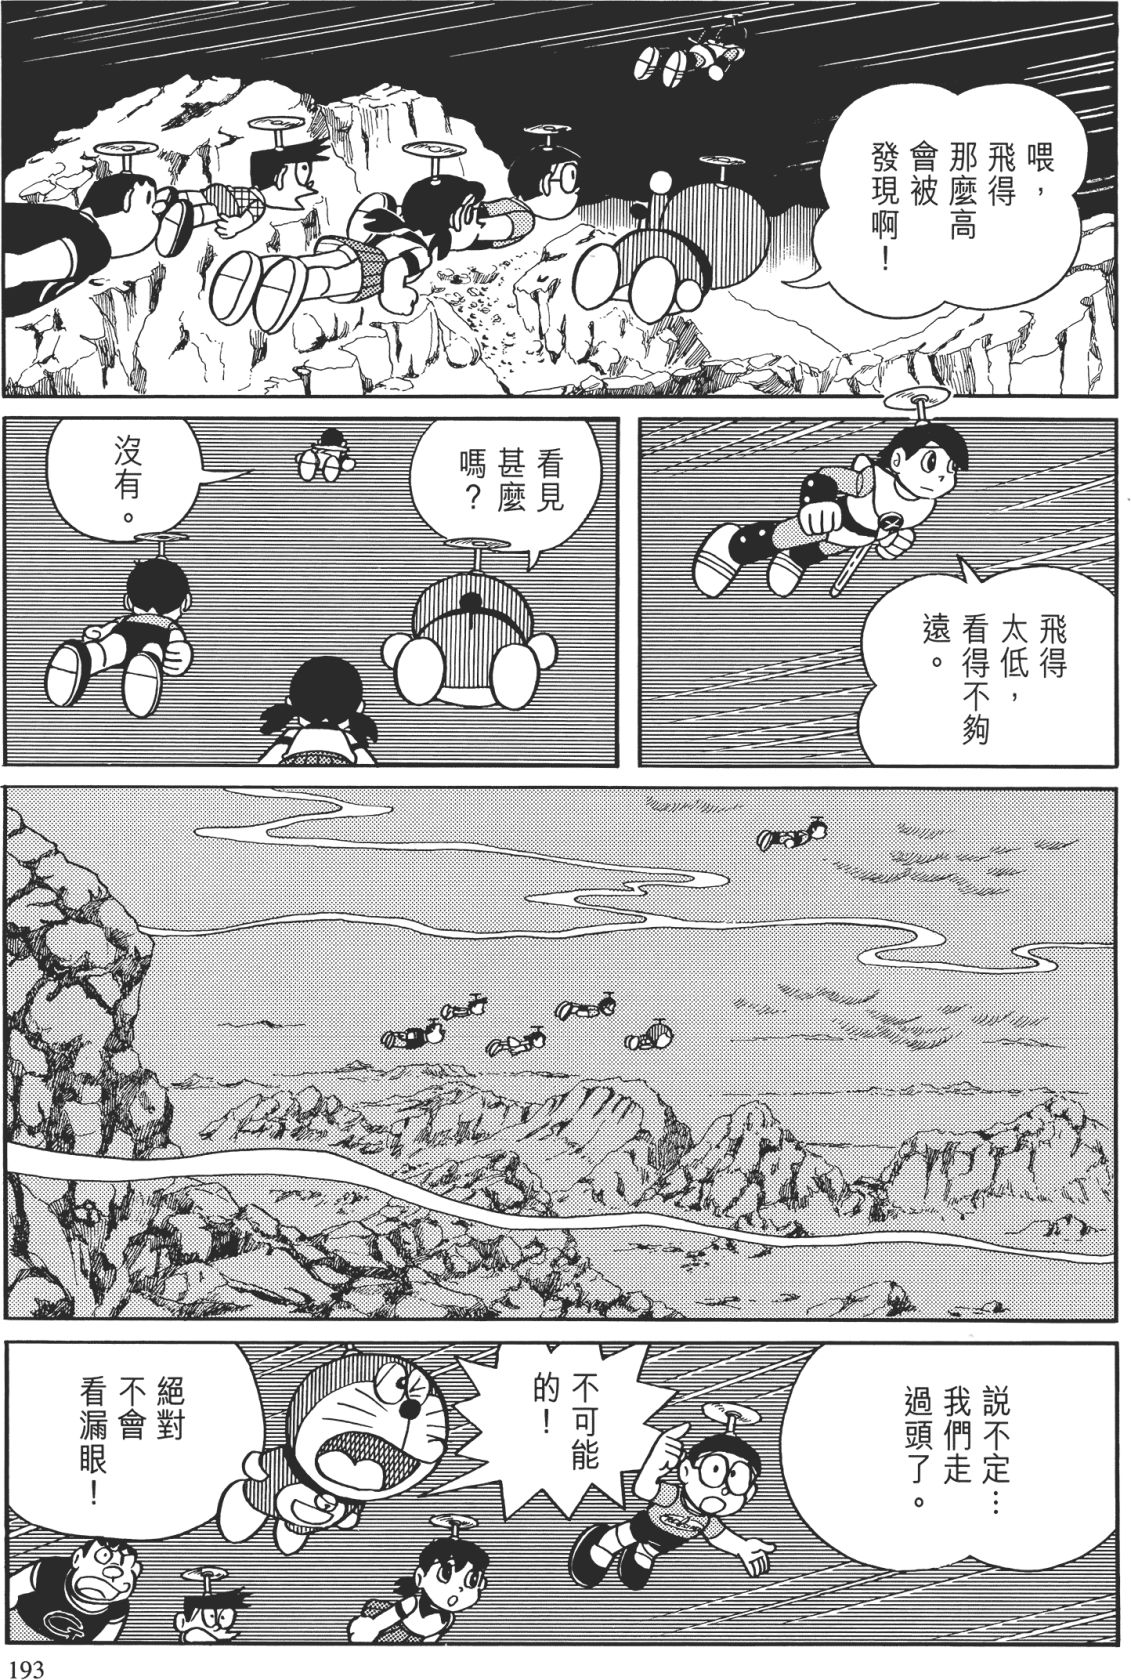 喂，
飛得
那麼高
會被
發現啊！
飛得
太低，
看得不夠
遠。
看見
甚麼
嗎？
沒有。
說不定⋯
我們走
過頭了。
不可能
的！
絕對
不會
看漏眼！
193